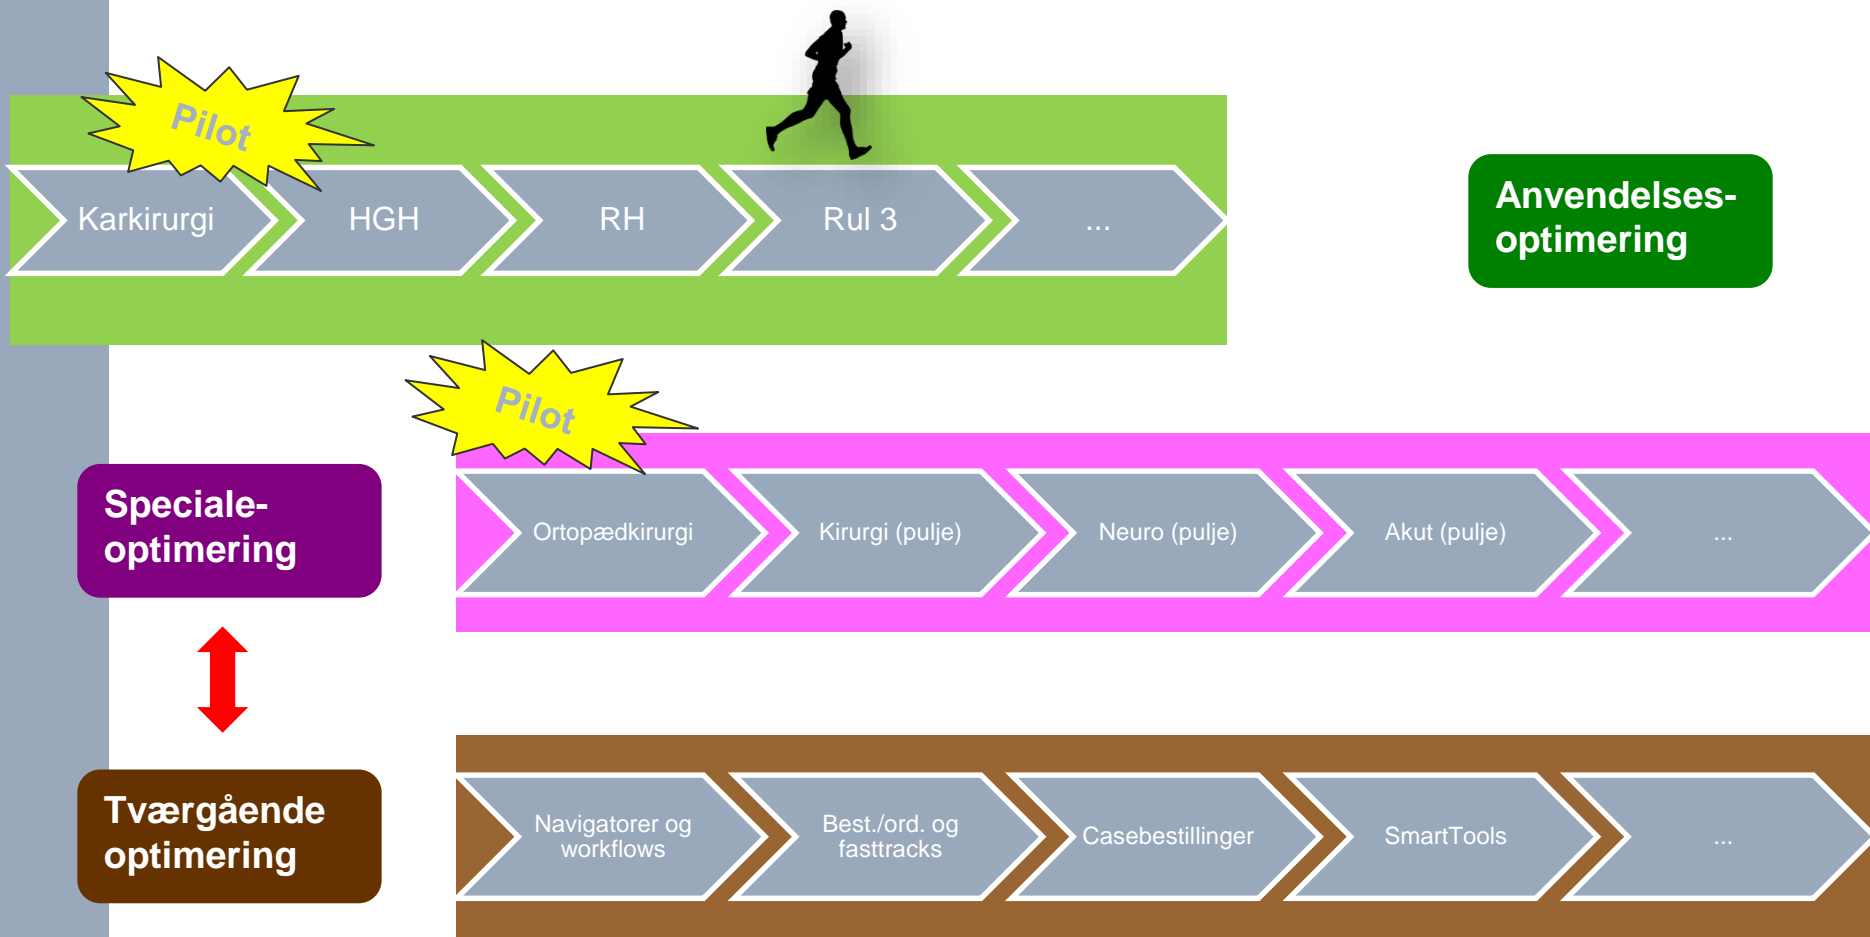 Pilot
Karkirurgi
HGH
RH
Rul 3
...
Anvendelses-
optimering
Pilot
Speciale-
optimering
Ortopædkirurgi
Kirurgi (pulje)
Neuro (pulje)
Akut (pulje)
...
Tværgående
optimering
Navigatorer og
workflows
Best./ord. og
fasttracks
Casebestillinger
SmartTools
...